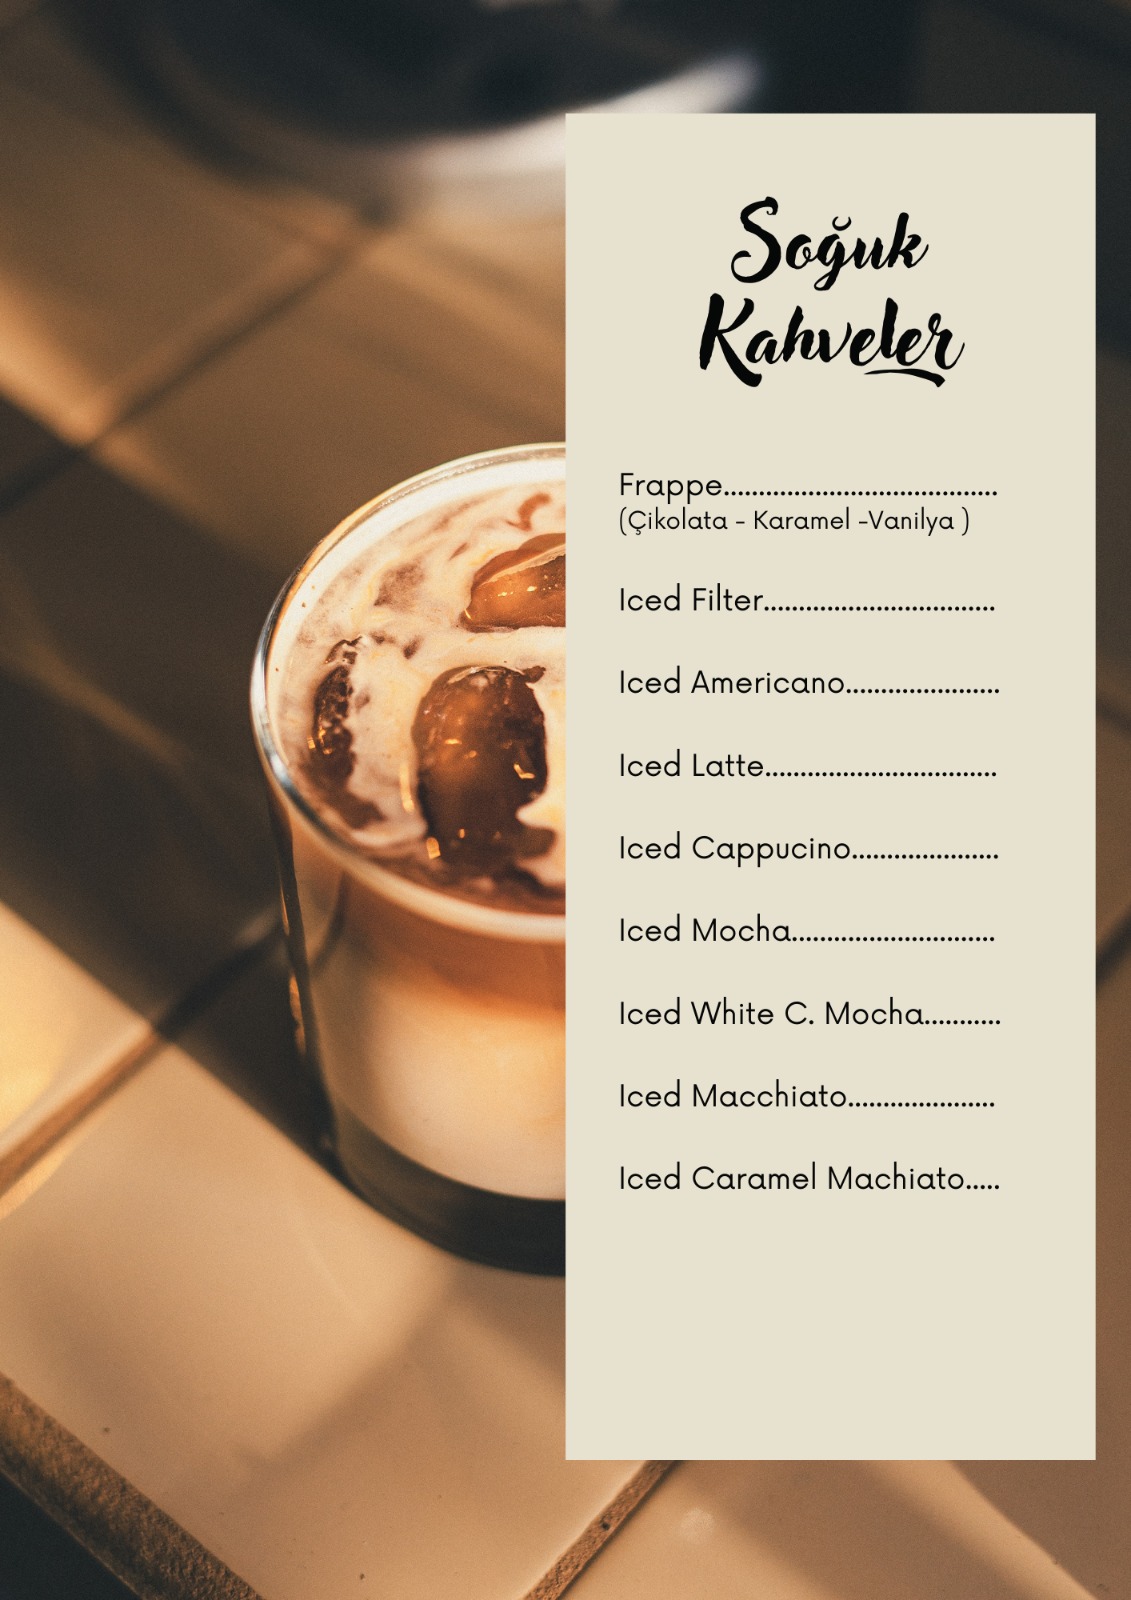 Soğuk
Kahveler
Frappe.......................................
(Çikolata - Karamel -Vanilya )
Iced Filter.................................
Iced Americano......................
Iced Latte.................................
Iced Cappucino.....................
Iced Mocha.............................
Iced White C. Mocha...........
Iced Macchiato.....................
Iced Caramel Machiato.....